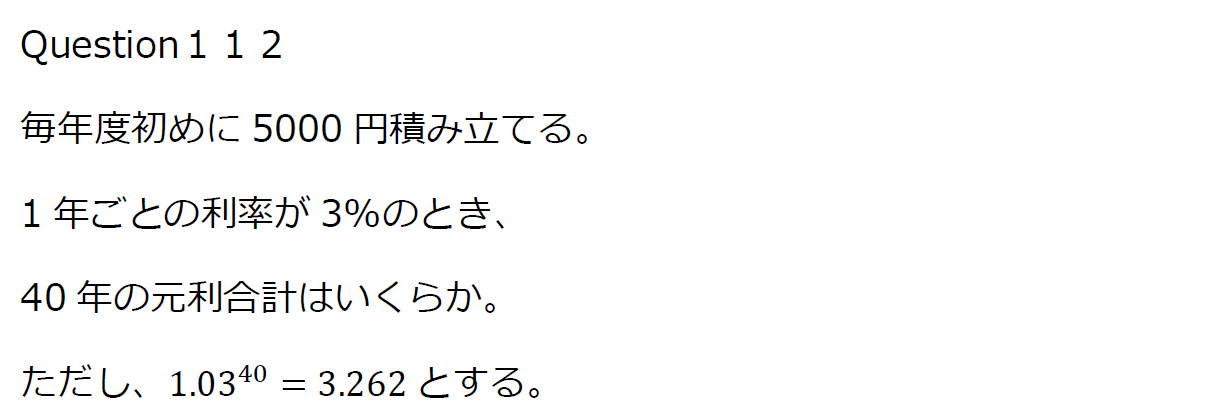 Question１１２
毎年度初めに 5000 円積み立てる。
1 年ごとの利率が 3%のとき、
40 年の元利合計はいくらか。
ただし、1.03⁴⁰ = 3.262 とする。